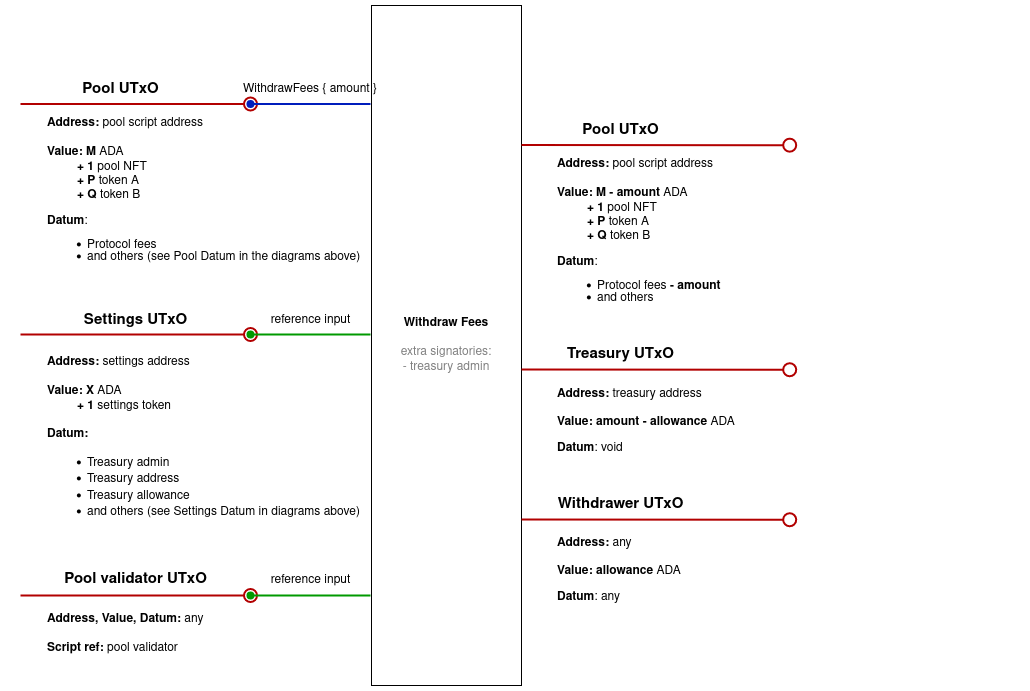 Pool UTxO
WithdrawFees { amount }
Address: pool script address
Value: M ADA
+ 1 pool NFT
+ P token A
+ Q token B
Datum:
• Protocol fees
• and others (see Pool Datum in the diagrams above)
Settings UTxO
reference input
Address: settings address
Value: X ADA
+ 1 settings token
Datum:
• Treasury admin
• Treasury address
• Treasury allowance
• and others (see Settings Datum in diagrams above)
Pool validator UTxO
reference input
Address, Value, Datum: any
Script ref: pool validator
Withdraw Fees
extra signatories:
- treasury admin
Pool UTxO
Address: pool script address
Value: M - amount ADA
+ 1 pool NFT
+ P token A
+ Q token B
Datum:
• Protocol fees - amount
• and others
Treasury UTxO
Address: treasury address
Value: amount - allowance ADA
Datum: void
Withdrawer UTxO
Address: any
Value: allowance ADA
Datum: any